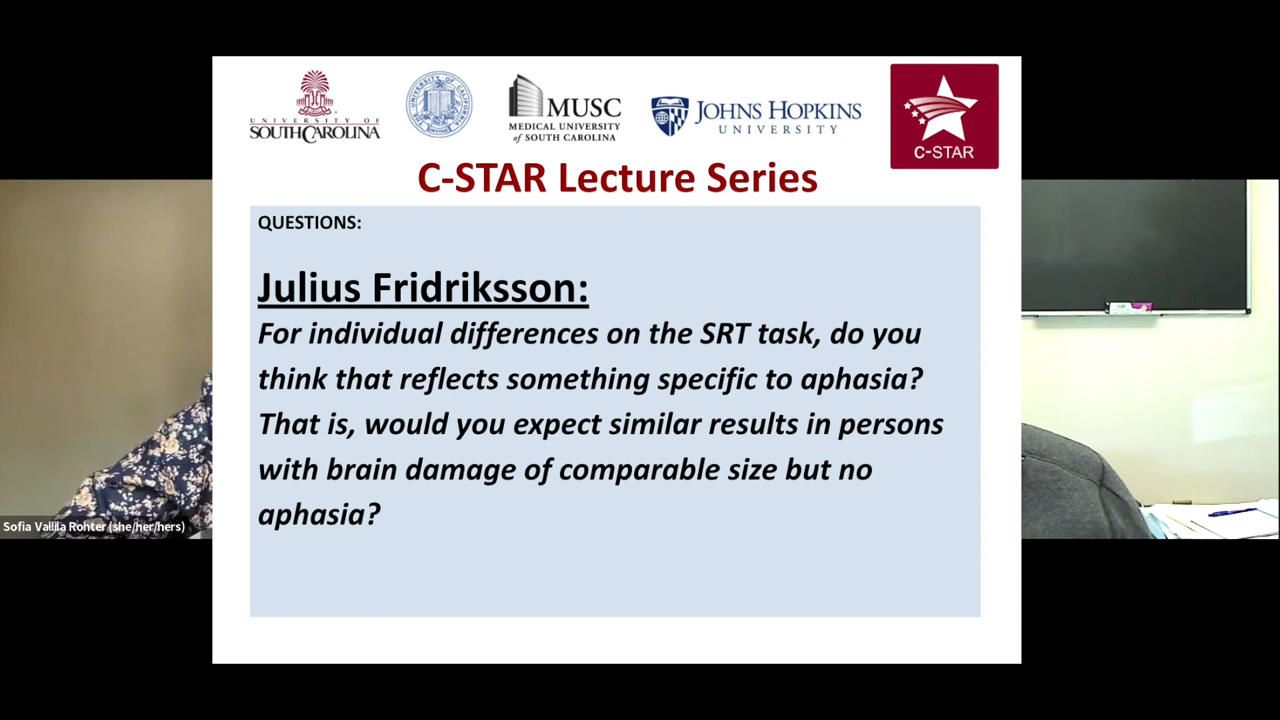 UNIVERSITY OF
SOUTH CAROLINA
MUSC
MEDICAL UNIVERSITY
of SOUTH CAROLINA
JOHNS HOPKINS
UNIVERSITY
C-STAR
C-STAR Lecture Series
QUESTIONS:
Julius Fridriksson:
For individual differences on the SRT task, do you
think that reflects something specific to aphasia?
That is, would you expect similar results in persons
with brain damage of comparable size but no
aphasia?
Sofia Vallila Rohter (she/her/hers)